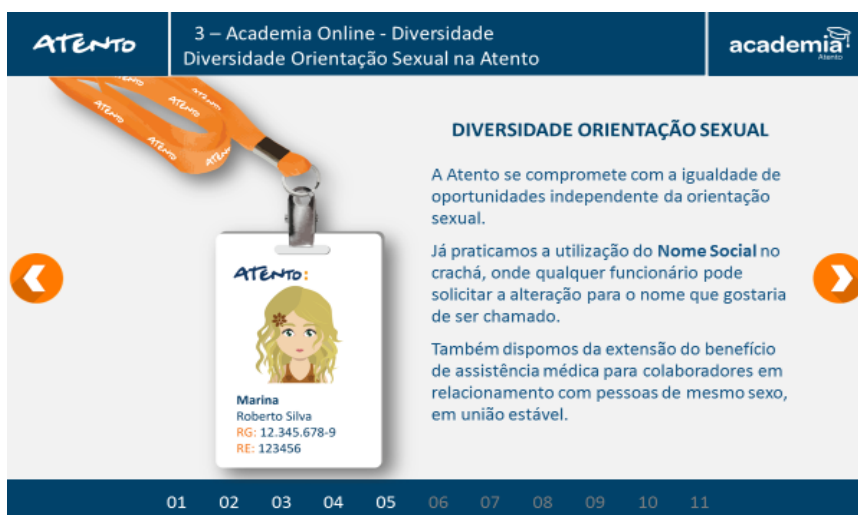 ATENTO
3 – Academia Online - Diversidade
Diversidade Orientação Sexual na Atento
academia
Atento
ATENTO
ATENTO
ATENTO
ATENTO
DIVERSIDADE ORIENTAÇÃO SEXUAL
A Atento se compromete com a igualdade de
oportunidades independente da orientação
sexual.
Já praticamos a utilização do Nome Social no
crachá, onde qualquer funcionário pode
solicitar a alteração para o nome que gostaria
de ser chamado.
Também dispomos da extensão do benefício
de assistência médica para colaboradores em
relacionamento com pessoas de mesmo sexo,
em união estável.
ATENTO:
Marina
Roberto Silva
RG: 12.345.678-9
RE: 123456
01 02 03 04 05 06 07 08 09 10 11